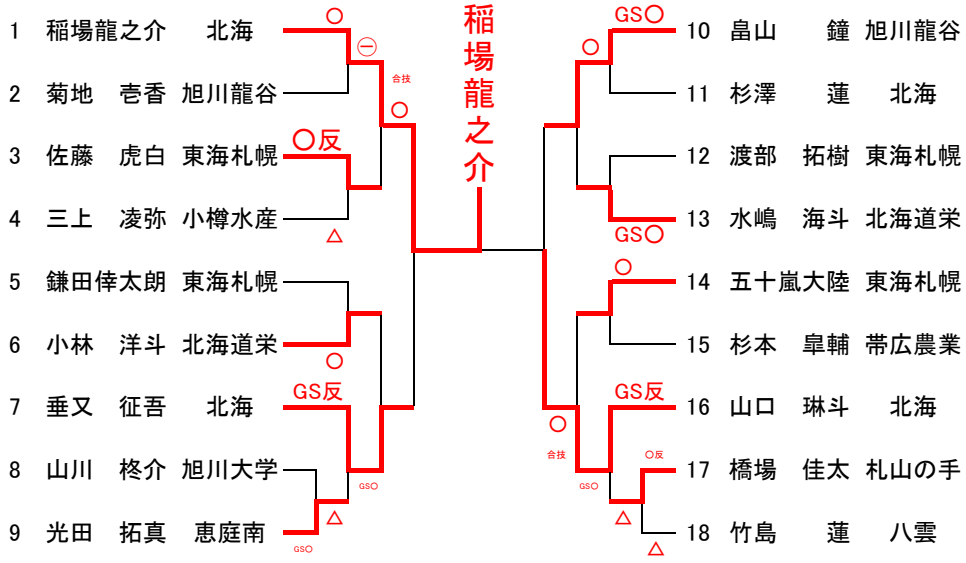 稲場龍之介
1 稲場龍之介 北海
○
㊀
2 菊地 壱香 旭川龍谷
合技
○
3 佐藤 虎白 東海札幌
○反
4 三上 凌弥 小樽水産
△
5 鎌田倖太朗 東海札幌
6 小林 洋斗 北海道栄
○
7 垂又 征吾 北海
GS反
8 山川 柊介 旭川大学
GS○
9 光田 拓真 恵庭南
△
GS○
GS○
10 畠山 鐘 旭川龍谷
○
11 杉澤 蓮 北海
12 渡部 拓樹 東海札幌
13 水嶋 海斗 北海道栄
GS○
○
14 五十嵐大陸 東海札幌
15 杉本 皐輔 帯広農業
GS反
16 山口 琳斗 北海
○
合技
○反
17 橋場 佳太 札山の手
GS○
△
18 竹島 蓮 八雲
△